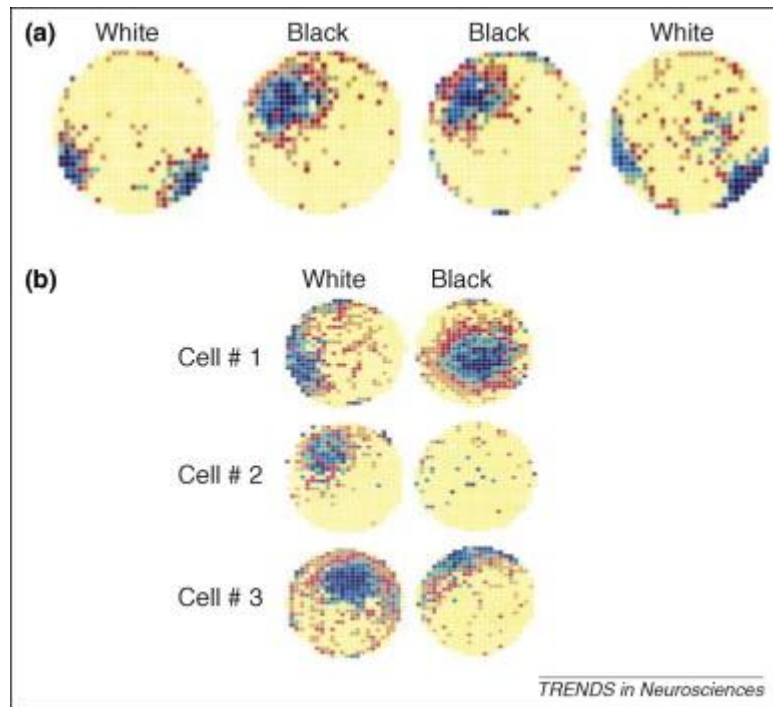 (a)
White Black Black White
(b)
White Black
Cell # 1
Cell # 2
Cell # 3
TRENDS in Neurosciences